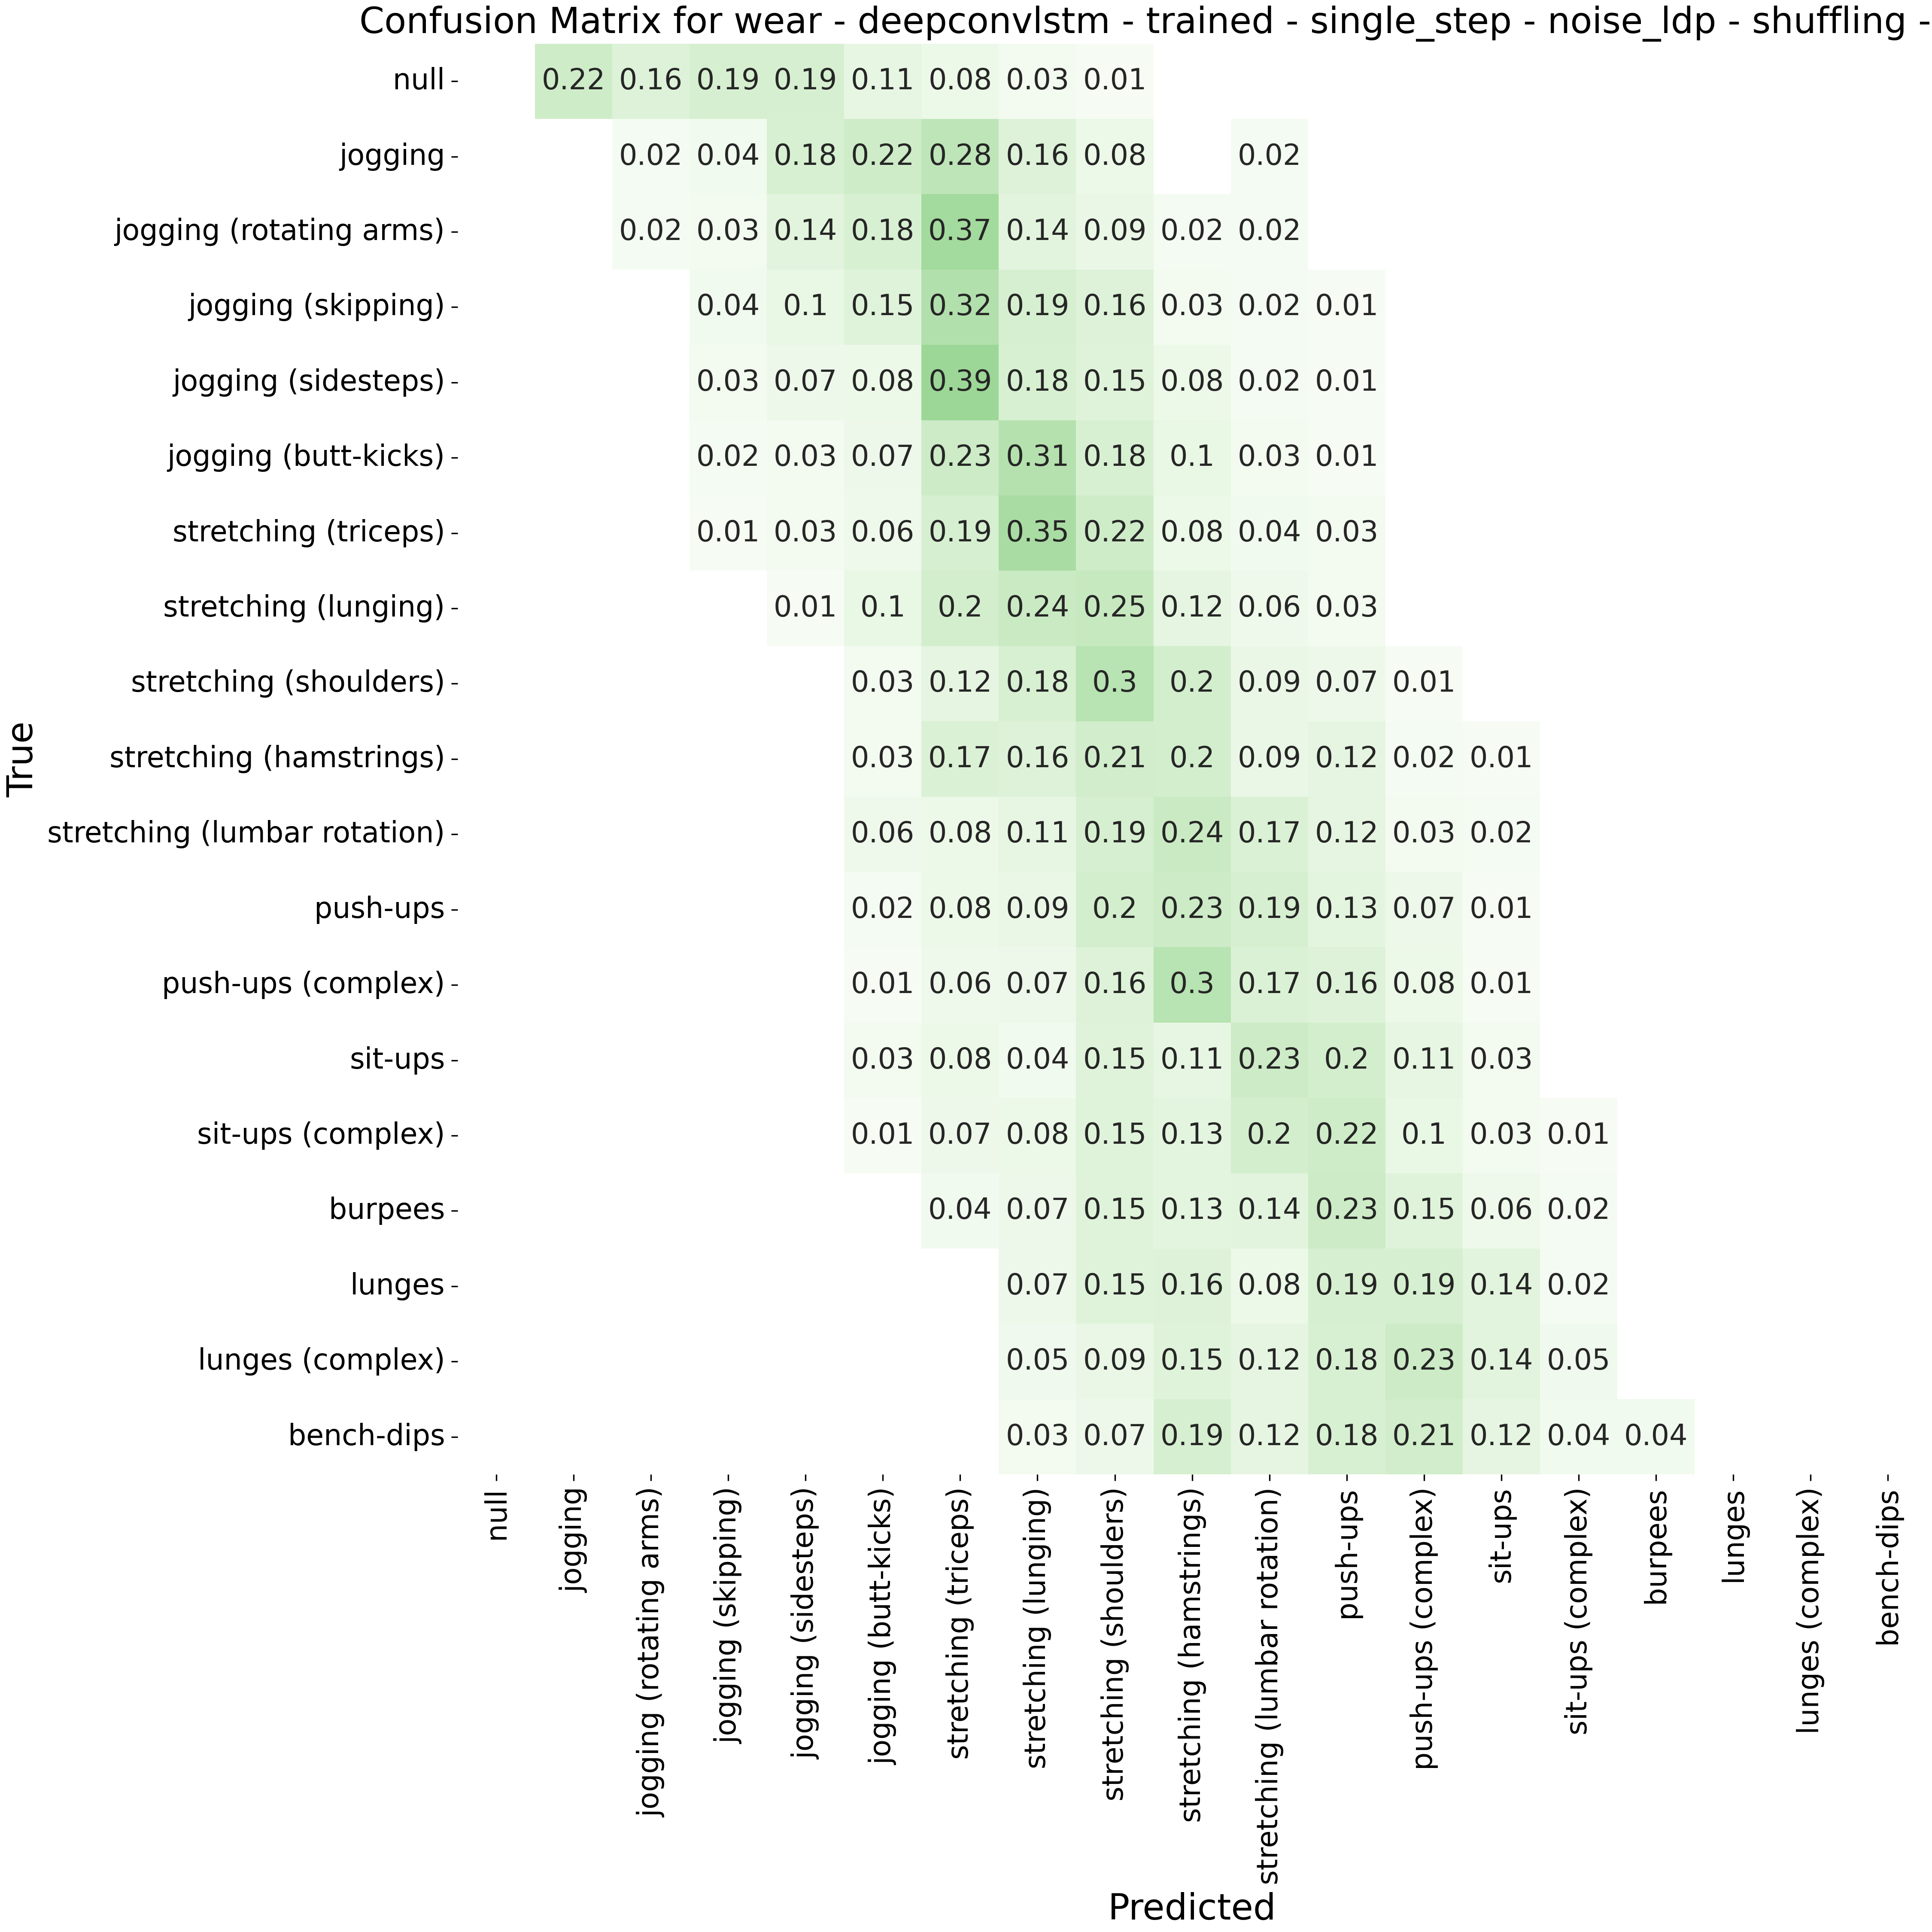 Confusion Matrix for wear - deepconvlstm - trained - single_step - noise_ldp - shuffling -
null 0.22 0.16 0.19 0.19 0.11 0.08 0.03 0.01
jogging 0.02 0.04 0.18 0.22 0.28 0.16 0.08 0.02
jogging (rotating arms) 0.02 0.03 0.14 0.18 0.37 0.14 0.09 0.02 0.02
jogging (skipping) 0.04 0.1 0.15 0.32 0.19 0.16 0.03 0.02 0.01
jogging (sidesteps) 0.03 0.07 0.08 0.39 0.18 0.15 0.08 0.02 0.01
jogging (butt-kicks) 0.02 0.03 0.07 0.23 0.31 0.18 0.1 0.03 0.01
stretching (triceps) 0.01 0.03 0.06 0.19 0.35 0.22 0.08 0.04 0.03
stretching (lunging) 0.01 0.1 0.2 0.24 0.25 0.12 0.06 0.03
stretching (shoulders) 0.03 0.12 0.18 0.3 0.2 0.09 0.07 0.01
stretching (hamstrings) 0.03 0.17 0.16 0.21 0.2 0.09 0.12 0.02 0.01
stretching (lumbar rotation) 0.06 0.08 0.11 0.19 0.24 0.17 0.12 0.03 0.02
push-ups 0.02 0.08 0.09 0.2 0.23 0.19 0.13 0.07 0.01
push-ups (complex) 0.01 0.06 0.07 0.16 0.3 0.17 0.16 0.08 0.01
sit-ups 0.03 0.08 0.04 0.15 0.11 0.23 0.2 0.11 0.03
sit-ups (complex) 0.01 0.07 0.08 0.15 0.13 0.2 0.22 0.1 0.03 0.01
burpees 0.04 0.07 0.15 0.13 0.14 0.23 0.15 0.06 0.02
lunges 0.07 0.15 0.16 0.08 0.19 0.19 0.14 0.02
lunges (complex) 0.05 0.09 0.15 0.12 0.18 0.23 0.14 0.05
bench-dips 0.03 0.07 0.19 0.12 0.18 0.21 0.12 0.04 0.04
True
null
jogging
jogging (rotating arms)
jogging (skipping)
jogging (sidesteps)
jogging (butt-kicks)
stretching (triceps)
stretching (lunging)
stretching (shoulders)
stretching (hamstrings)
stretching (lumbar rotation)
push-ups
push-ups (complex)
sit-ups
sit-ups (complex)
burpees
lunges
lunges (complex)
bench-dips
Predicted